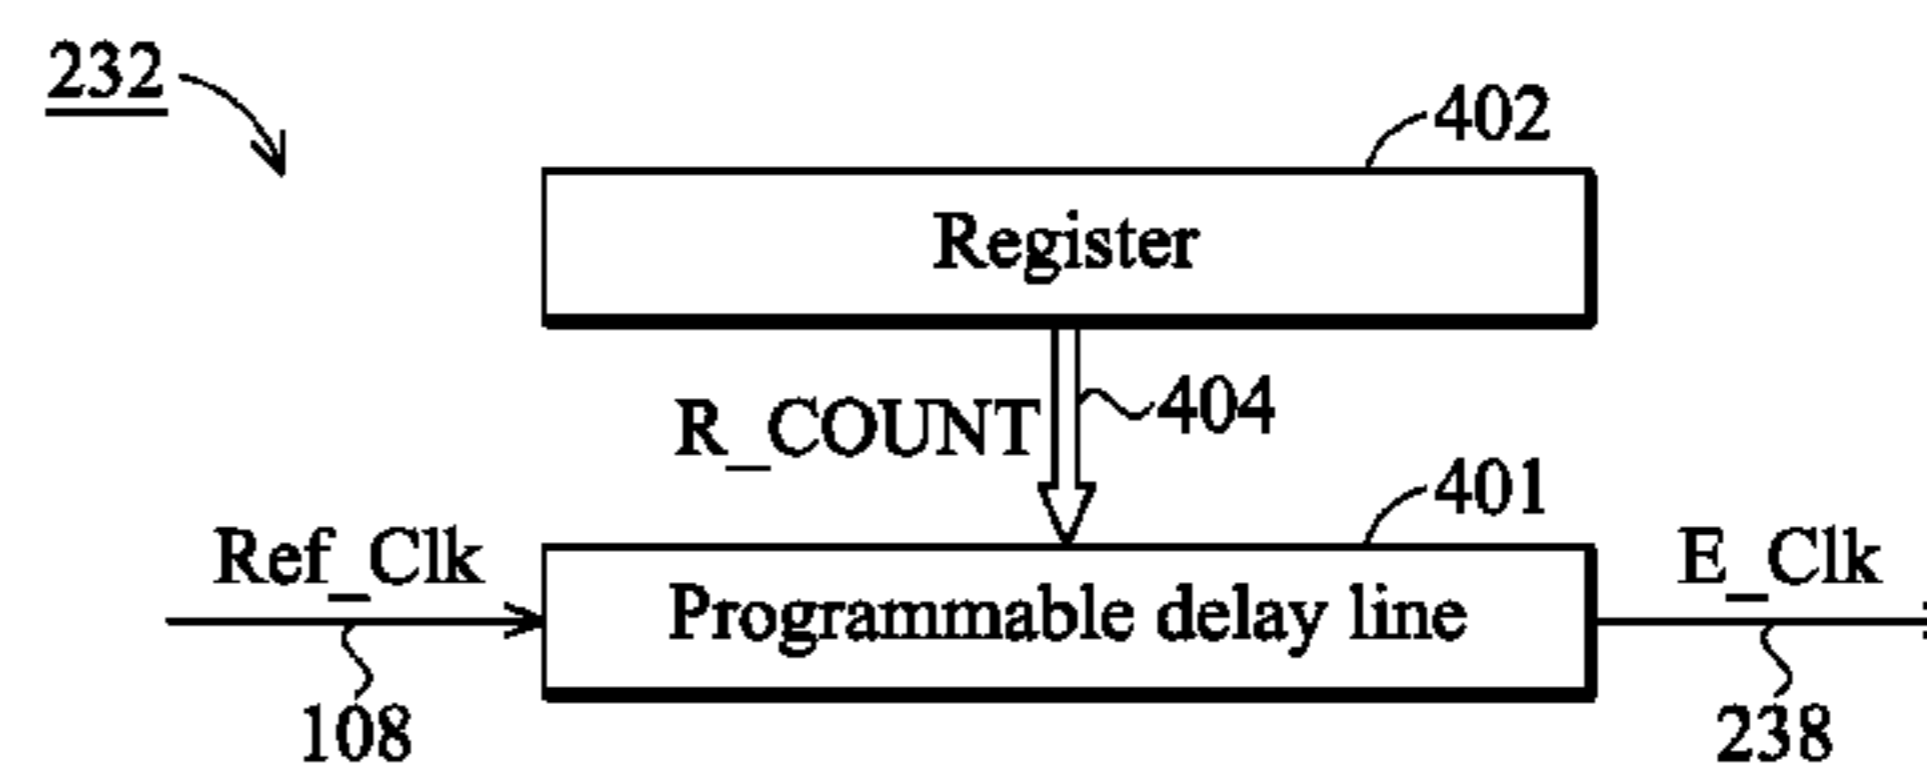 232
402
Register
R_COUNT
404
401
Ref_Clk
Programmable delay line
E_Clk
108
238